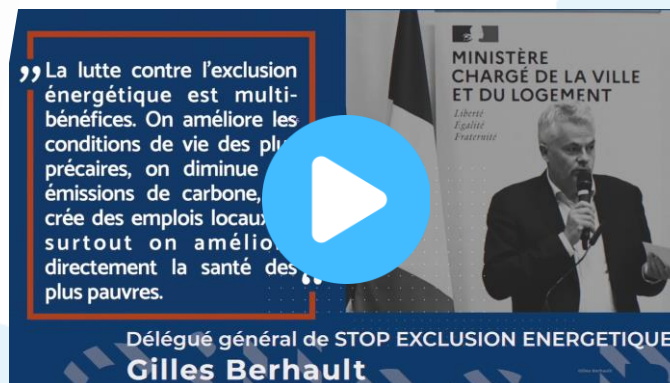 ” La lutte contre l'exclusion
énergétique est multi-
bénéfices. On améliore les
conditions de vie des
précaires, on diminue
émissions de carbone,
crée des emplois locaux
surtout on
directement la santé des
plus pauvres. “
MINISTÈRE
CHARGÉ DE LA VILLE
ET DU LOGEMENT
Liberté
Égalité
Fraternité
Délégué général de STOP EXCLUSION ENERGETIQUE
Gilles Berhault
Gilles Berhault